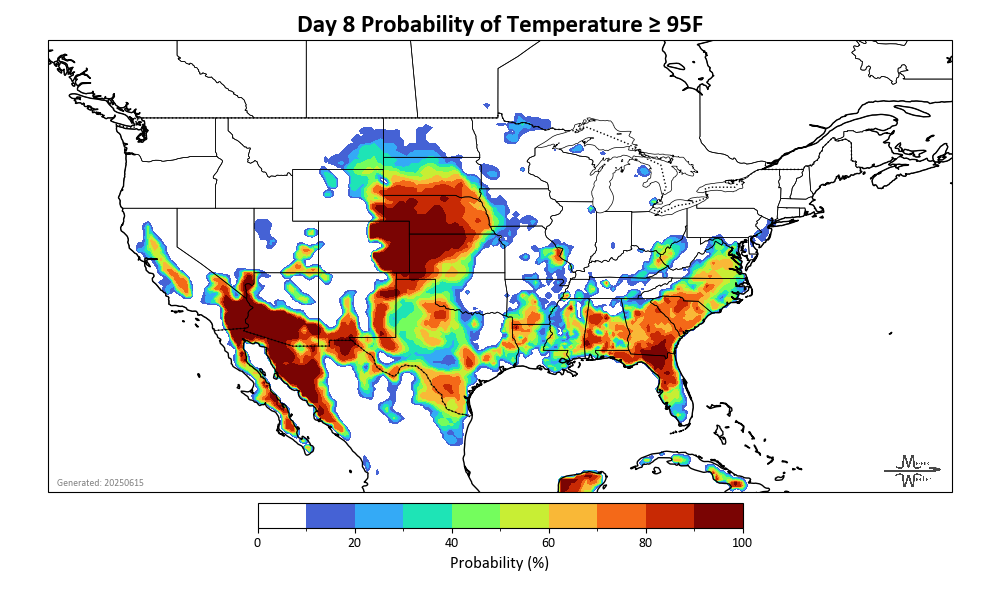 Day 8 Probability of Temperature ≥ 95F
Generated: 20250615
0 20 40 60 80 100
Probability (%)